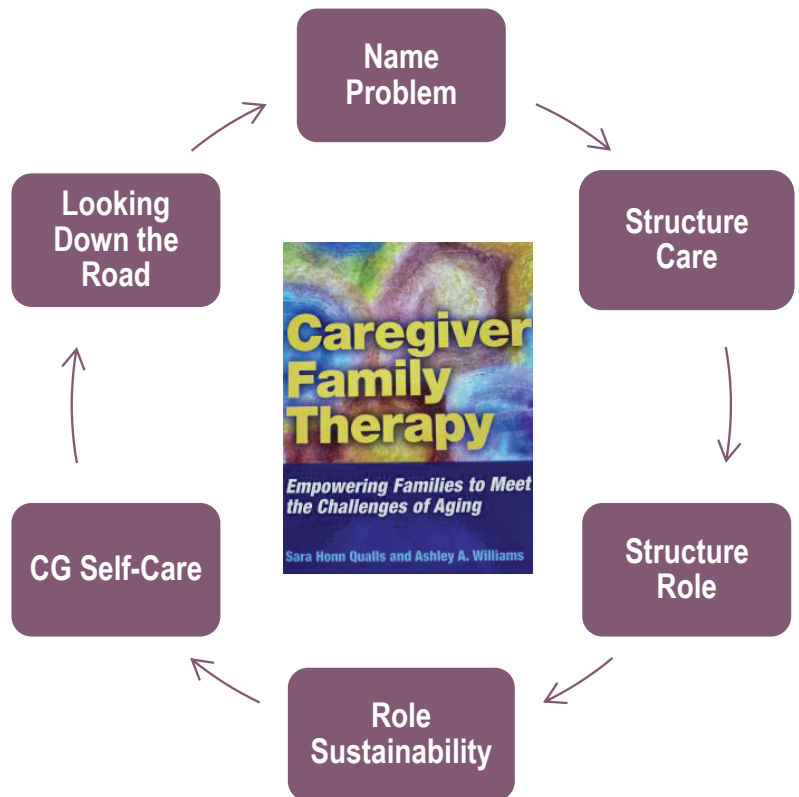 Name
Problem
Structure
Care
Structure
Role
Role
Sustainability
CG Self-Care
Looking
Down the
Road
Caregiver
Family
Therapy
Empowering Families to Meet
the Challenges of Aging
Sara Honn Qualls and Ashley A. Williams